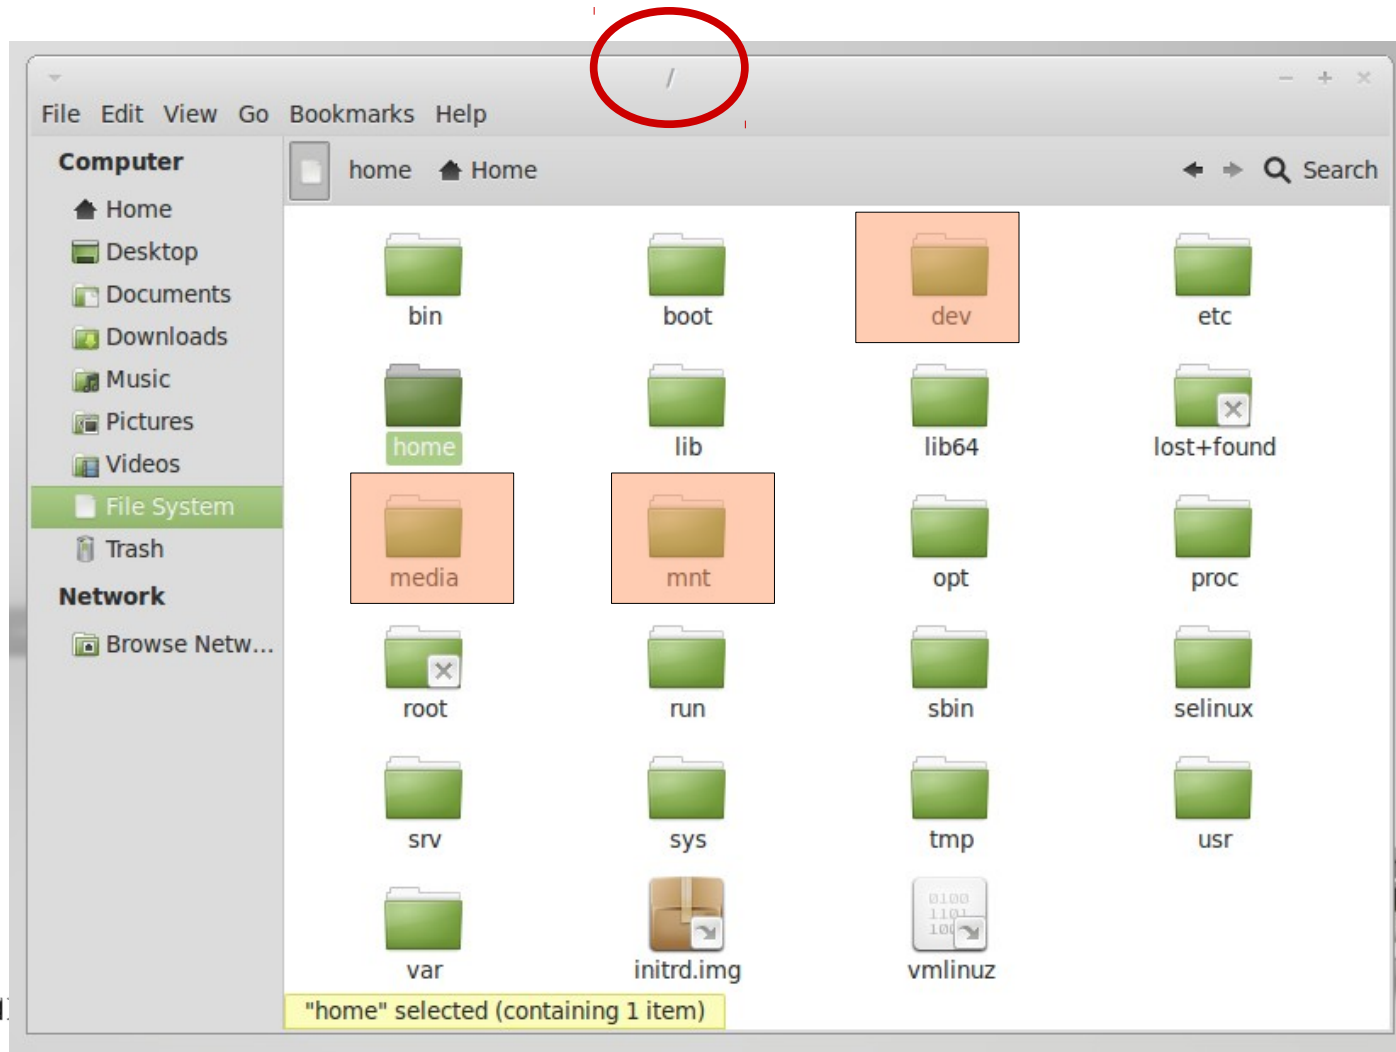 /
File Edit View Go Bookmarks Help
Computer
Home
Desktop
Documents
Downloads
Music
Pictures
Videos
File System
Trash
Network
Browse Netw...
home Home Search
bin boot dev etc
home lib lib64 lost+found
media mnt opt proc
root run sbin selinux
srv sys tmp usr
var initrd.img vmlinuz
"home" selected (containing 1 item)